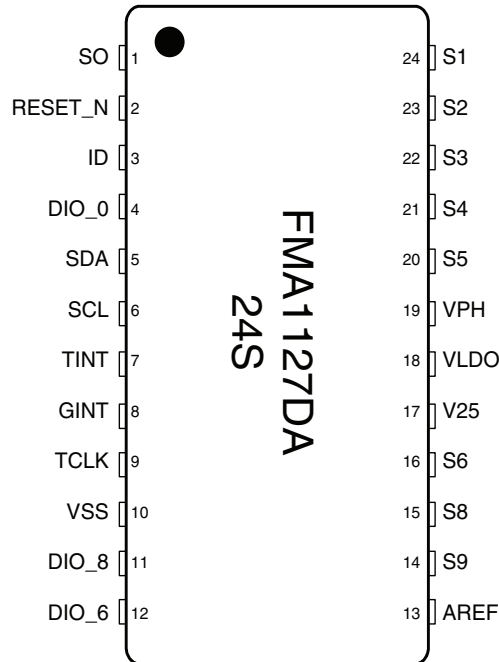 SO 1 24 S1
RESET_N 2 23 S2
ID 3 22 S3
DIO_0 4 21 S4
SDA 5 20 S5
SCL 6 19 VPH
TINT 7 18 VLDO
GINT 8 17 V25
TCLK 9 16 S6
VSS 10 15 S8
DIO_8 11 14 S9
DIO_6 12 13 AREF
FMA1127DA
24S